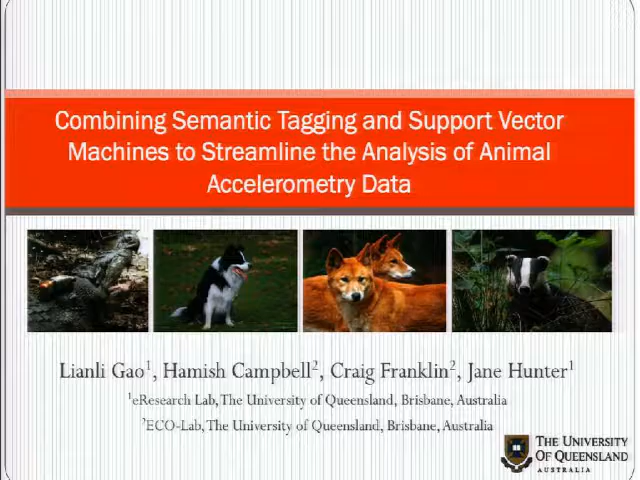 Combining Semantic Tagging and Support Vector
Machines to Streamline the Analysis of Animal
Accelerometry Data
Lianli Gao¹, Hamish Campbell², Craig Franklin², Jane Hunter¹
¹eResearch Lab, The University of Queensland, Brisbane, Australia
²ECO-Lab, The University of Queensland, Brisbane, Australia
THE UNIVERSITY
OF QUEENSLAND
AUSTRALIA